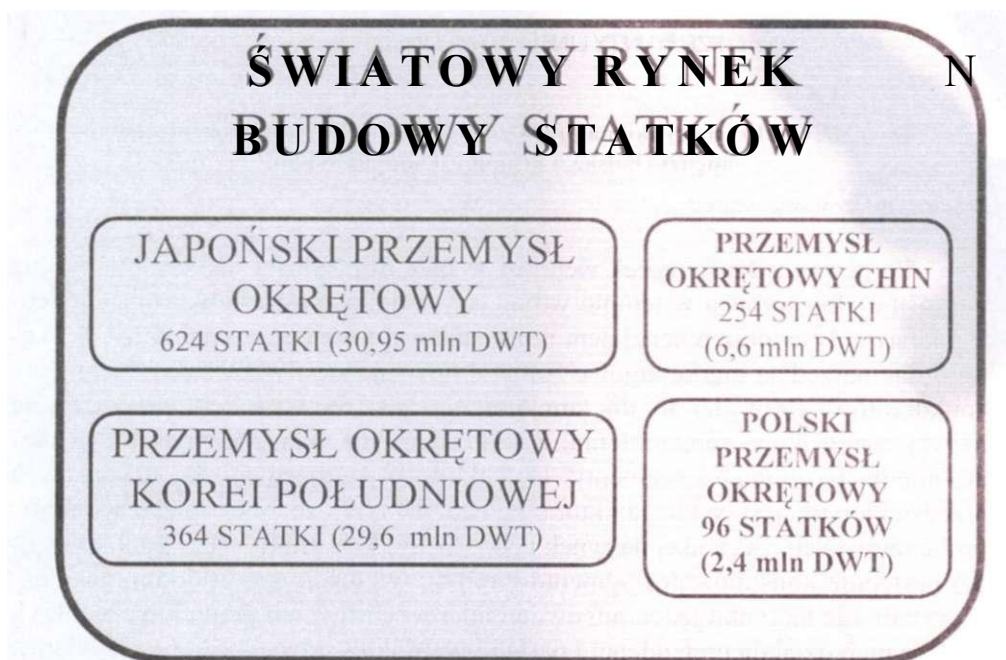 ŚWIATOWY RYNEK N
BUDOWY STATKÓW
JAPOŃSKI PRZEMYSŁ
OKRĘTOWY
624 STATKI (30,95 mln DWT)
PRZEMYSŁ
OKRĘTOWY CHIN
254 STATKI
(6,6 mln DWT)
PRZEMYSŁ OKRĘTOWY
KOREI POŁUDNIOWEJ
364 STATKI (29,6 mln DWT)
POLSKI
PRZEMYSŁ
OKRĘTOWY
96 STATKÓW
(2,4 mln DWT)